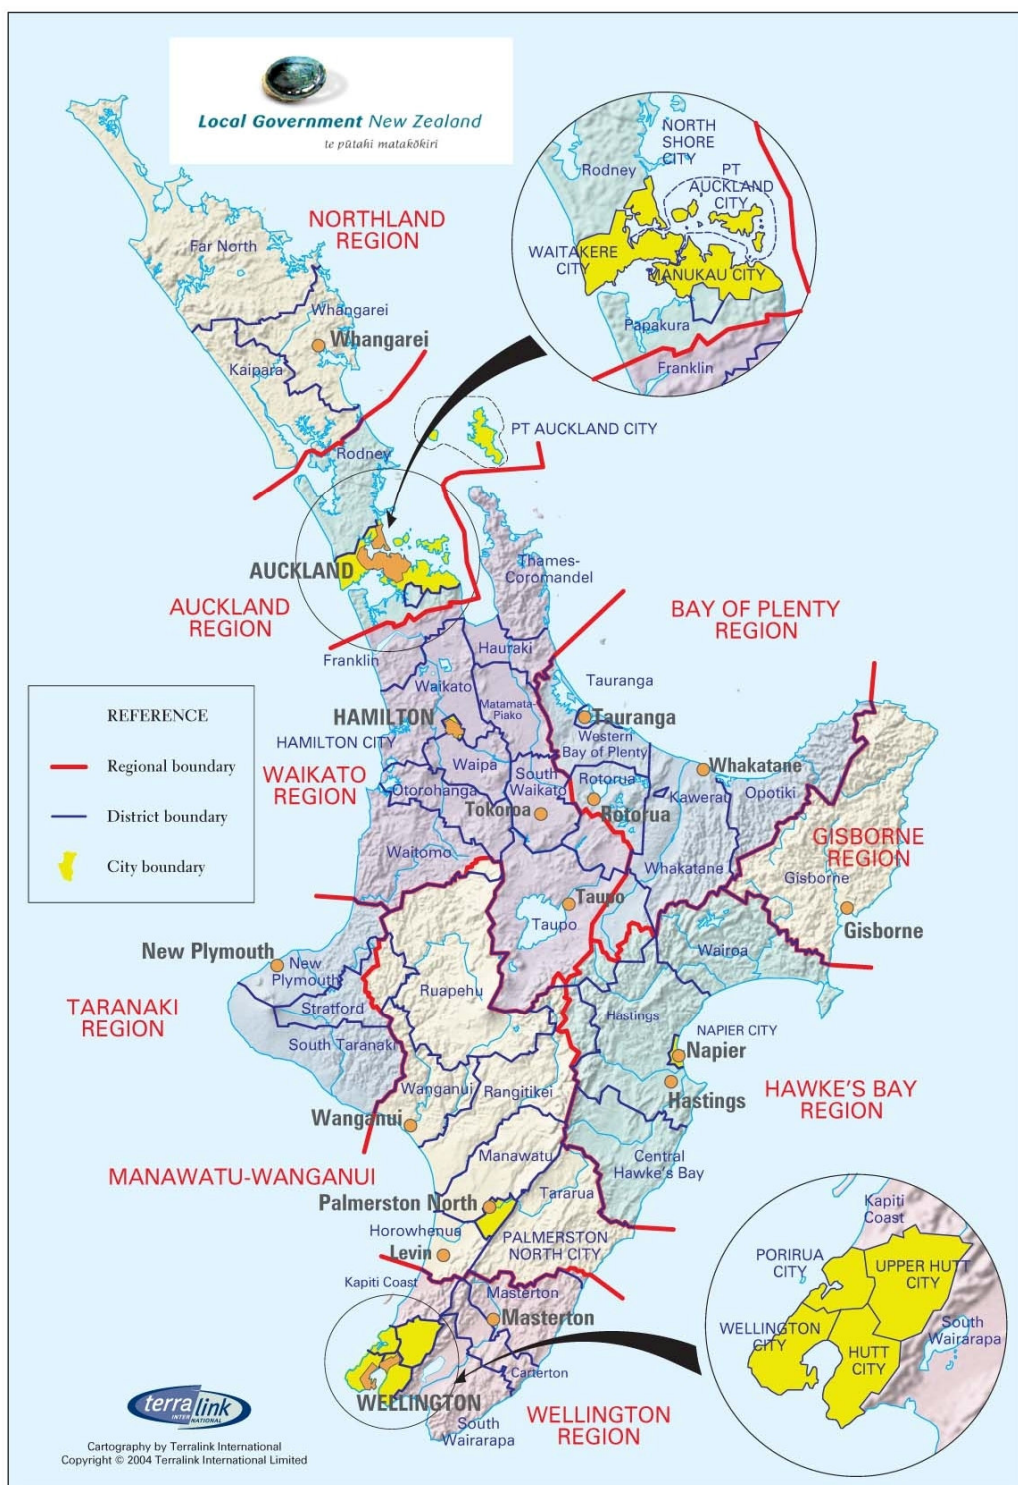 Local Government New Zealand
te pūtahi matakōkiri
NORTH
SHORE
CITY
Rodney
PT
AUCKLAND
CITY
WAITAKERE
CITY
MANUKAU CITY
Papakura
Franklin
NORTHLAND
REGION
Far North
Whangarei
Whangarei
Kaipara
PT AUCKLAND CITY
Rodney
AUCKLAND
Thames-
Coromandel
AUCKLAND
REGION
BAY OF PLENTY
REGION
Franklin
Hauraki
Waikato
Tauranga
Matamata-
Piako
HAMILTON
Tauranga
HAMILTON CITY
Western
Bay of Plenty
WAIKATO
REGION
Waipa
South
Waikato
Rotorua
Whakatane
Otorohanga
Kawerau
Opotiki
Tokoroa
Rotorua
GISBORNE
REGION
Waitomo
Whakatane
Gisborne
Taupo
Taupo
Gisborne
REFERENCE
Regional boundary
District boundary
City boundary
New Plymouth
New
Plymouth
Wairoa
Ruapehu
TARANAKI
REGION
Stratford
Hastings
NAPIER CITY
South Taranaki
Napier
Wanganui
Rangitikei
Hastings
HAWKE'S BAY
REGION
Wanganui
Manawatu
Central
Hawke's Bay
MANAWATU-WANGANUI
Tararua
Palmerston North
Horowhenua
PALMERSTON
NORTH CITY
Levin
Kapiti Coast
Masterton
Masterton
Carterton
WELLINGTON
South
Wairarapa
WELLINGTON
REGION
Kapiti
Coast
PORIRUA
CITY
UPPER HUTT
CITY
WELLINGTON
CITY
HUTT
CITY
South
Wairarapa
terralink
INTERNATIONAL
Cartography by Terralink International
Copyright © 2004 Terralink International Limited